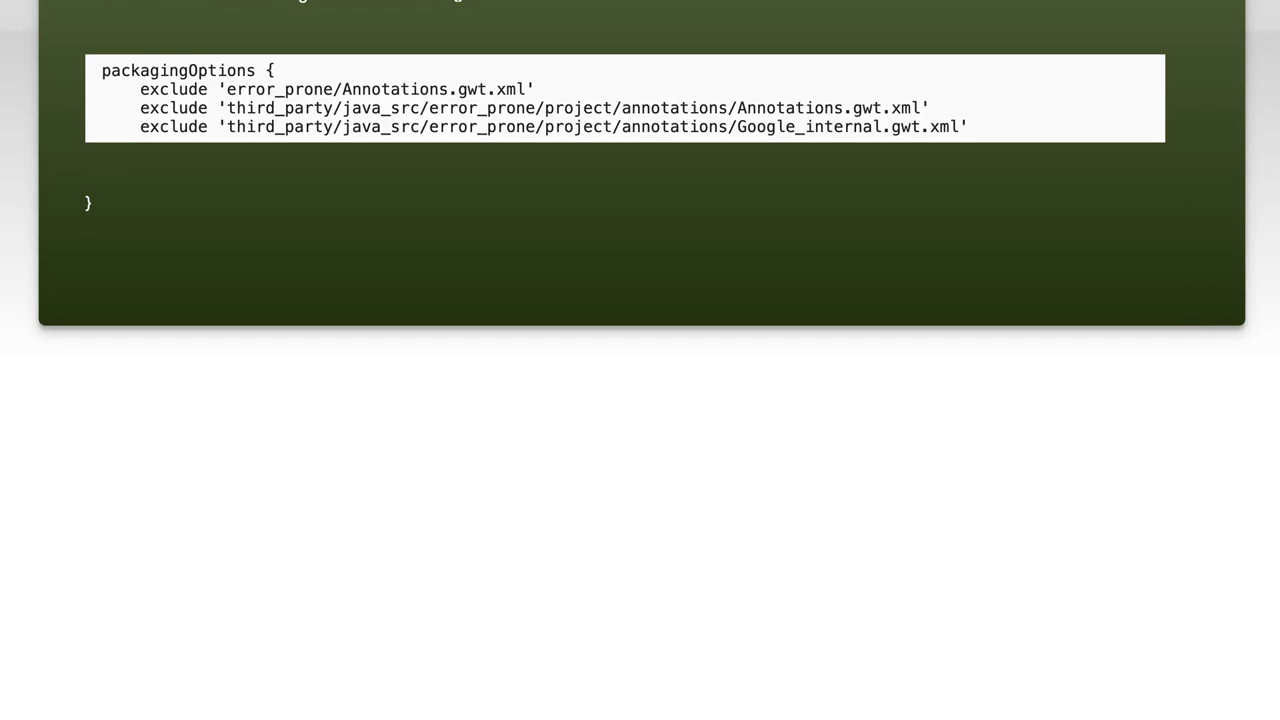 packagingOptions {
    exclude 'error_prone/Annotations.gwt.xml'
    exclude 'third_party/java_src/error_prone/project/annotations/Annotations.gwt.xml'
    exclude 'third_party/java_src/error_prone/project/annotations/Google_internal.gwt.xml'
}